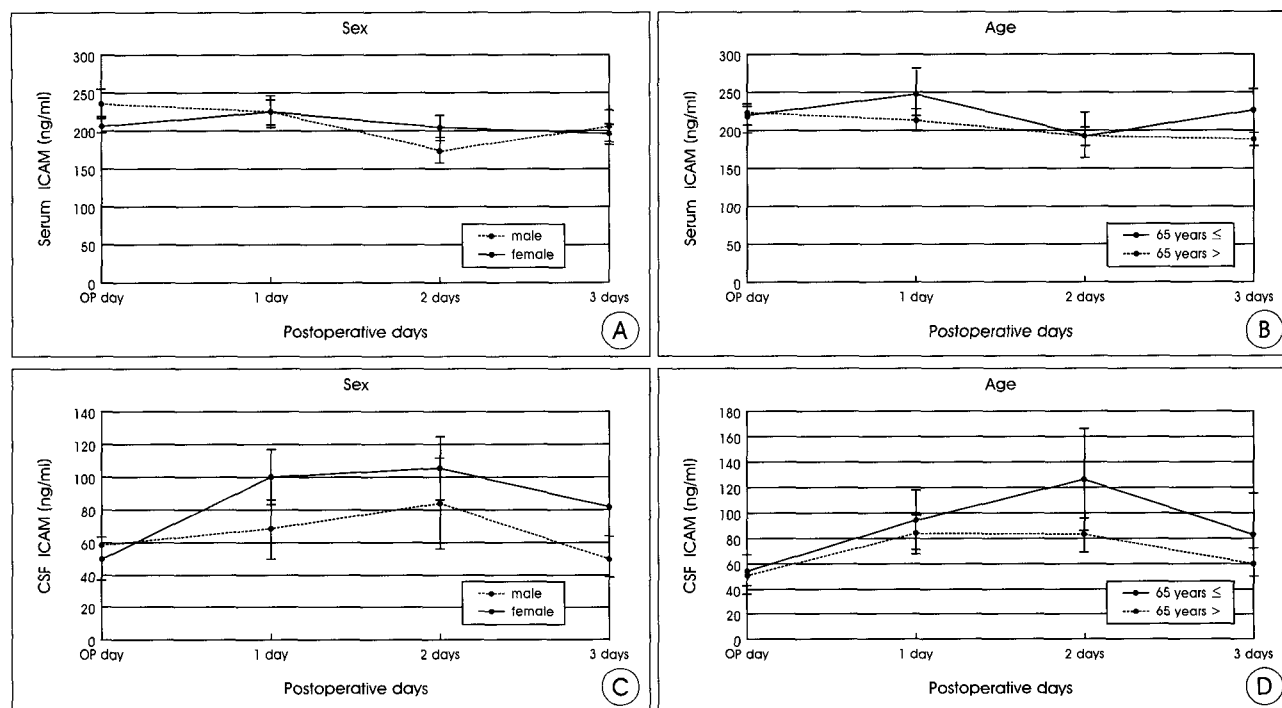 Sex
Serum ICAM (ng/ml)
300
250
200
150
100
50
0
male
female
OP day 1 day 2 days 3 days
Postoperative days
A
Age
Serum ICAM (ng/ml)
300
250
200
150
100
50
0
65 years ≤
65 years >
OP day 1 day 2 days 3 days
Postoperative days
B
Sex
CSF ICAM (ng/ml)
140
120
100
80
60
40
20
0
male
female
OP day 1 day 2 days 3 days
Postoperative days
C
Age
CSF ICAM (ng/ml)
180
160
140
120
100
80
60
40
20
0
65 years ≤
65 years >
OP day 1 day 2 days 3 days
Postoperative days
D